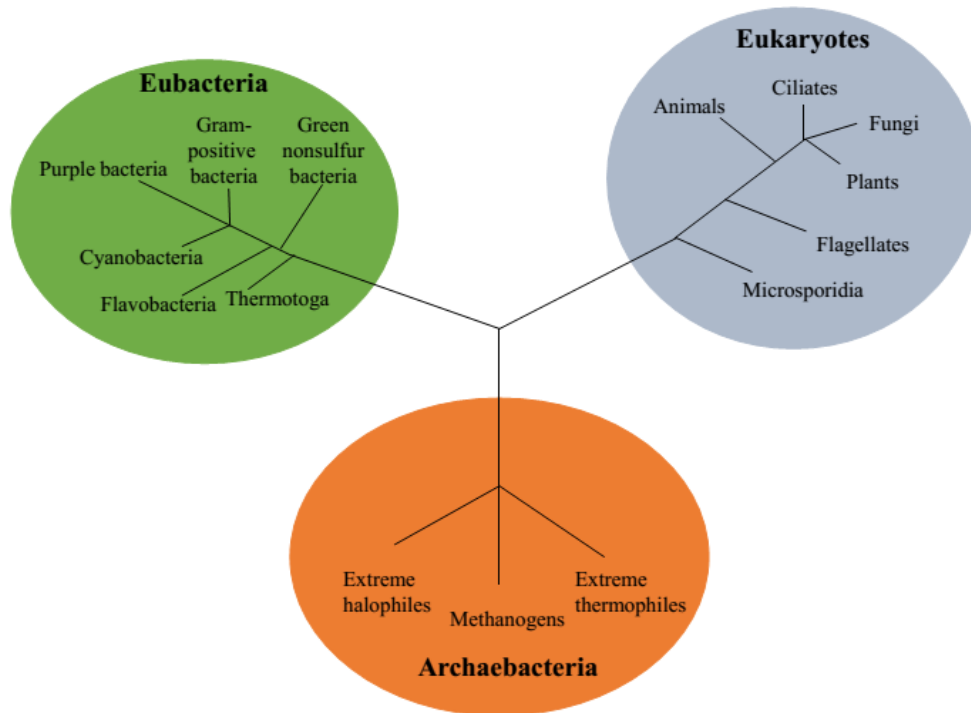 Eubacteria
Purple bacteria
Gram-
positive
bacteria
Green
nonsulfur
bacteria
Cyanobacteria
Flavobacteria
Thermotoga
Eukaryotes
Animals
Ciliates
Fungi
Plants
Flagellates
Microsporidia
Extreme
halophiles
Methanogens
Extreme
thermophiles
Archaebacteria